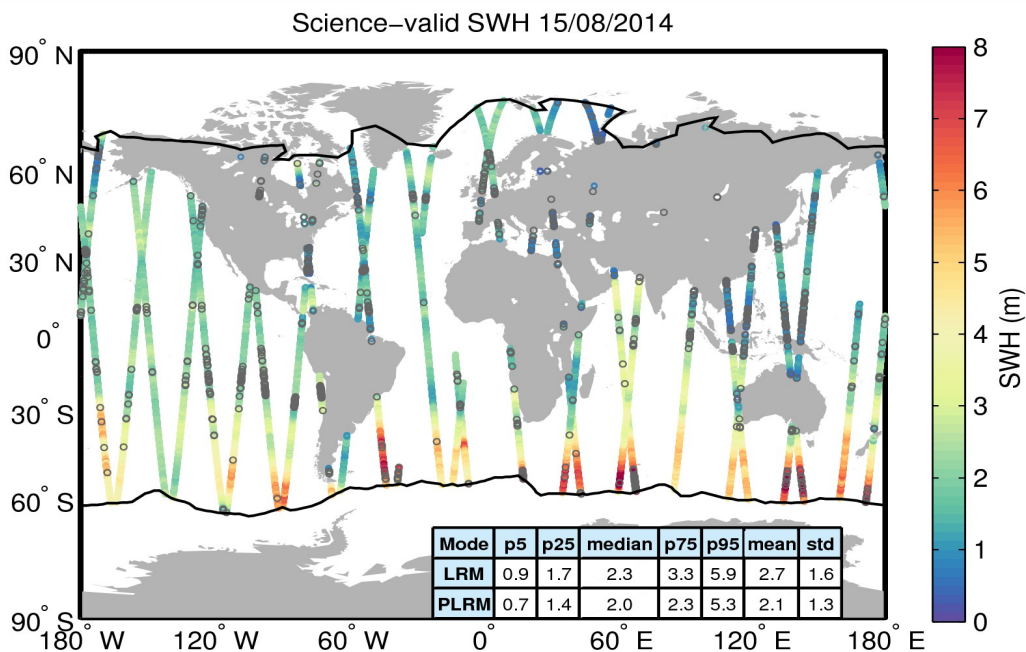 Science−valid SWH 15/08/2014
90° N
60° N
30° N
0°
30° S
60° S
90° S
180° W
120° W
60° W
0°
60° E
120° E
180° E
8
7
6
5
4
3
2
1
0
SWH (m)
Mode p5 p25 median p75 p95 mean std
LRM 0.9 1.7 2.3 3.3 5.9 2.7 1.6
PLRM 0.7 1.4 2.0 2.3 5.3 2.1 1.3